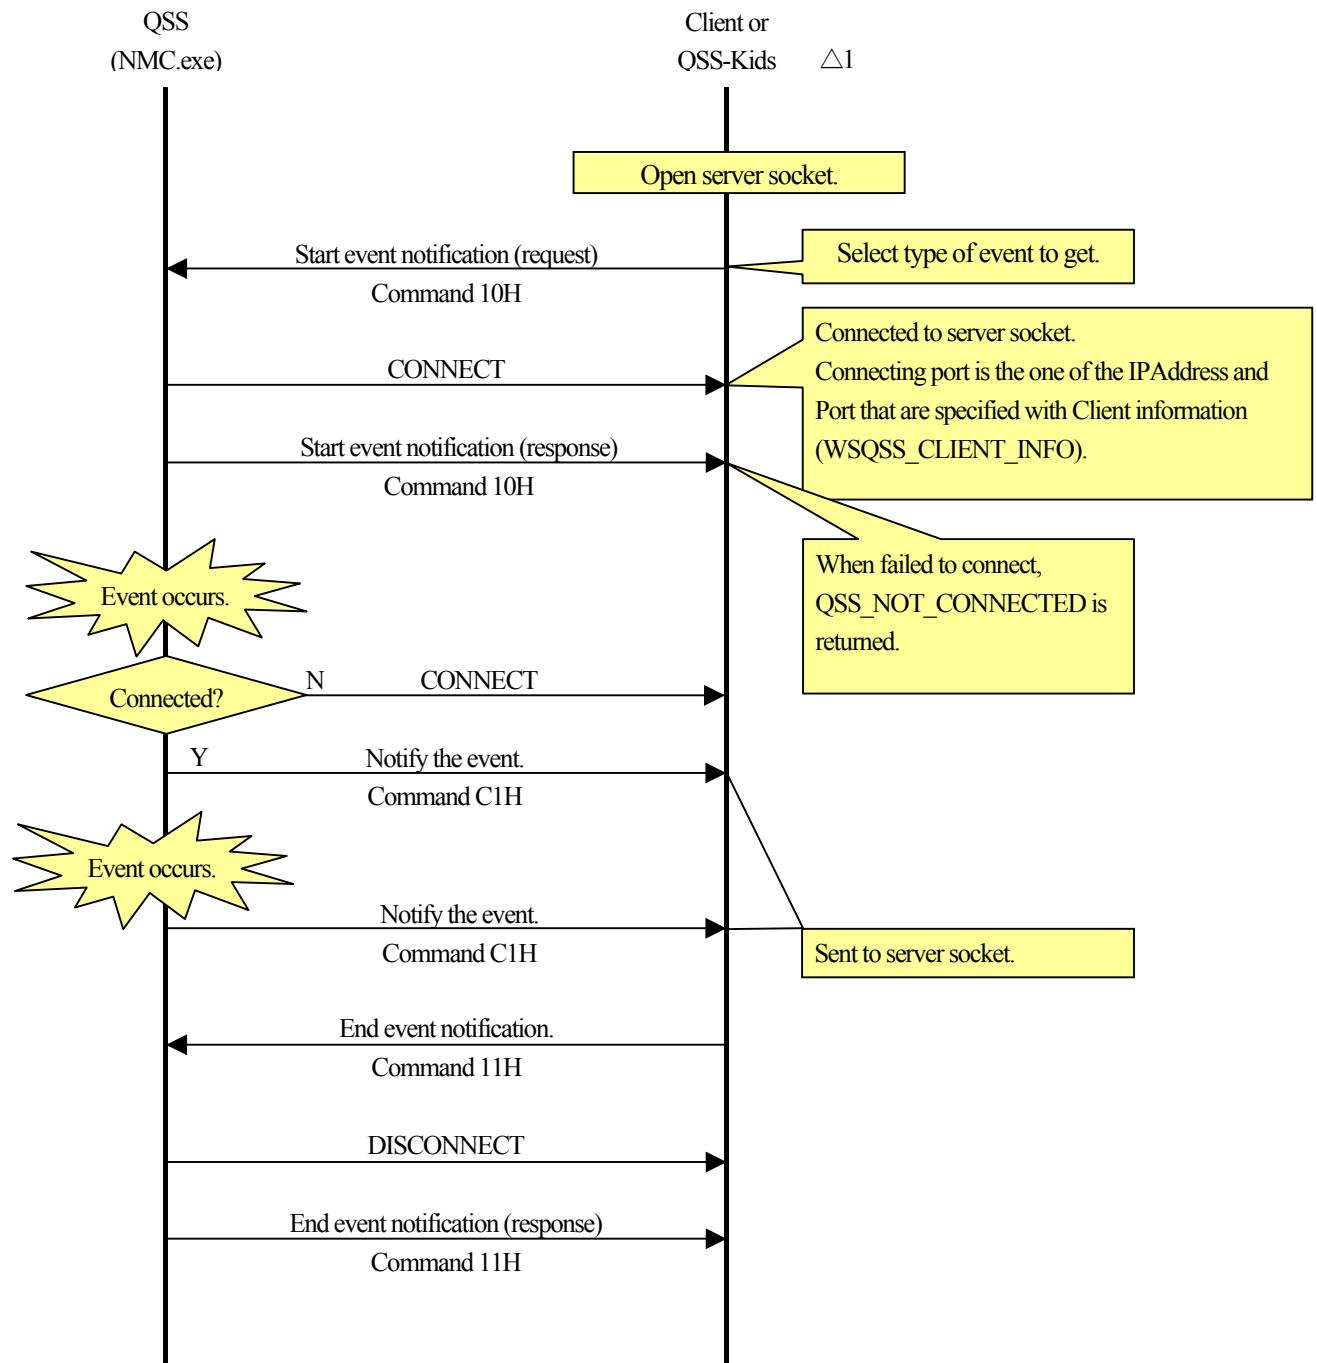 QSS
(NMC.exe)
Client or
QSS-Kids △1
Open server socket.
Start event notification (request)
Command 10H
Select type of event to get.
CONNECT
Connected to server socket.
Connecting port is the one of the IPAddress and
Port that are specified with Client information
(WSQSS_CLIENT_INFO).
Start event notification (response)
Command 10H
When failed to connect,
QSS_NOT_CONNECTED is
returned.
Event occurs.
Connected?
N
CONNECT
Y
Notify the event.
Command C1H
Event occurs.
Notify the event.
Command C1H
Sent to server socket.
End event notification.
Command 11H
DISCONNECT
End event notification (response)
Command 11H